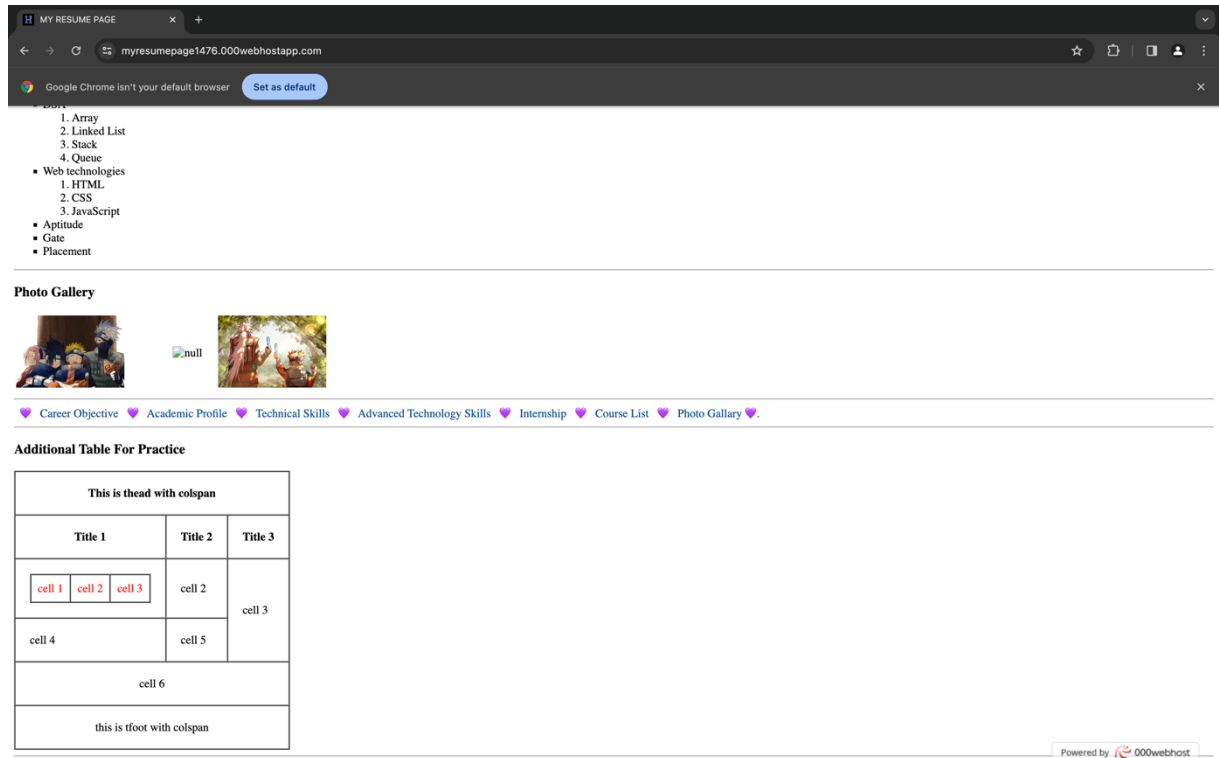 MY RESUME PAGE
myresumepage1476.000webhostapp.com
Google Chrome isn't your default browser Set as default
DSA
1. Array
2. Linked List
3. Stack
4. Queue
Web technologies
1. HTML
2. CSS
3. JavaScript
Aptitude
Gate
Placement
Photo Gallery
null
Career Objective Academic Profile Technical Skills Advanced Technology Skills Internship Course List Photo Gallary .
Additional Table For Practice
This is thead with colspan
Title 1 Title 2 Title 3
cell 1 cell 2 cell 3 cell 2
cell 3
cell 4 cell 5
cell 6
this is tfoot with colspan
Powered by 000webhost